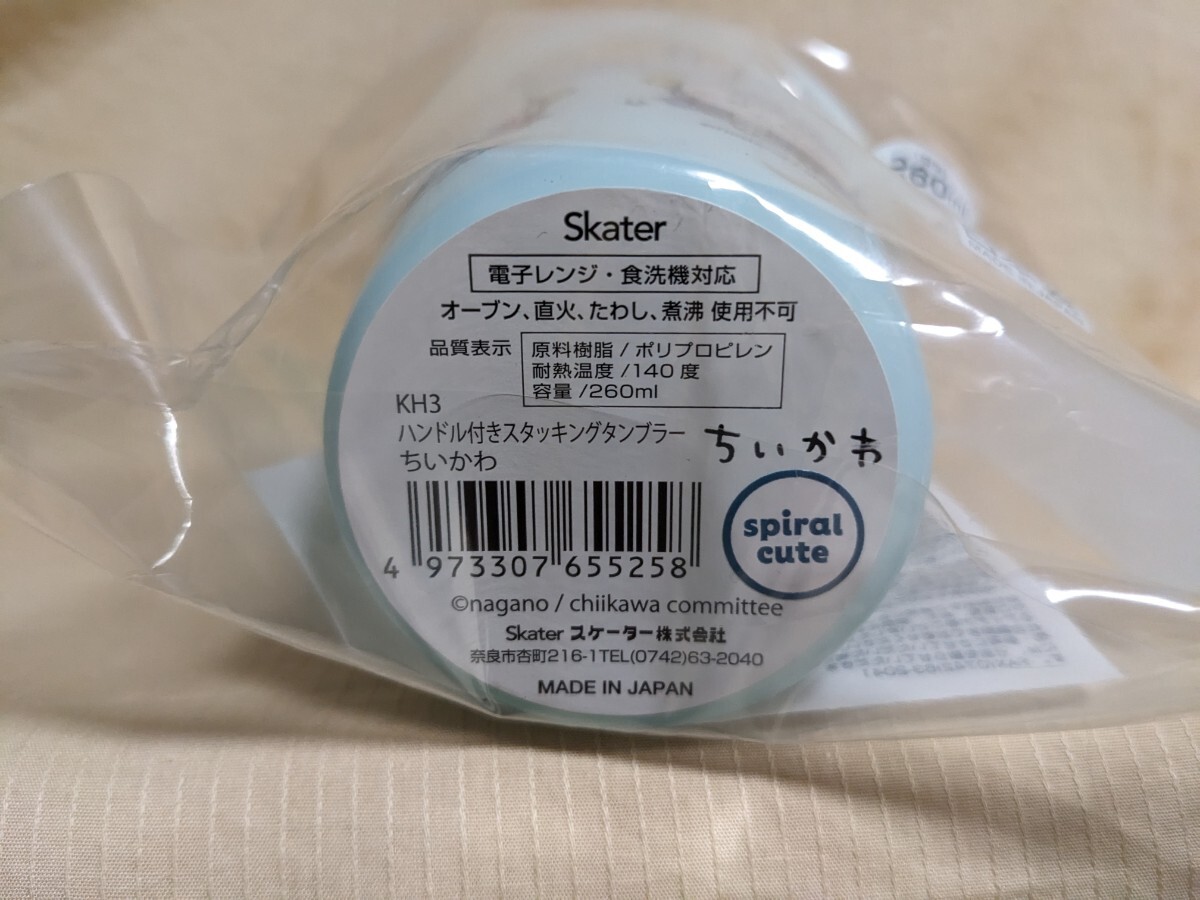 Skater
電子レンジ・食洗機対応
オーブン、直火、たわし、煮沸 使用不可
品質表示
原料樹脂 / ポリプロピレン
耐熱温度 /140 度
容量 /260ml
KH3
ハンドル付きスタッキングタンブラー
ちいかわ
ちいかわ
spiral
cute
4 973307 655258
©nagano / chiikawa committee
Skater スケーター株式会社
奈良市杏町216-1TEL(0742)63-2040
MADE IN JAPAN